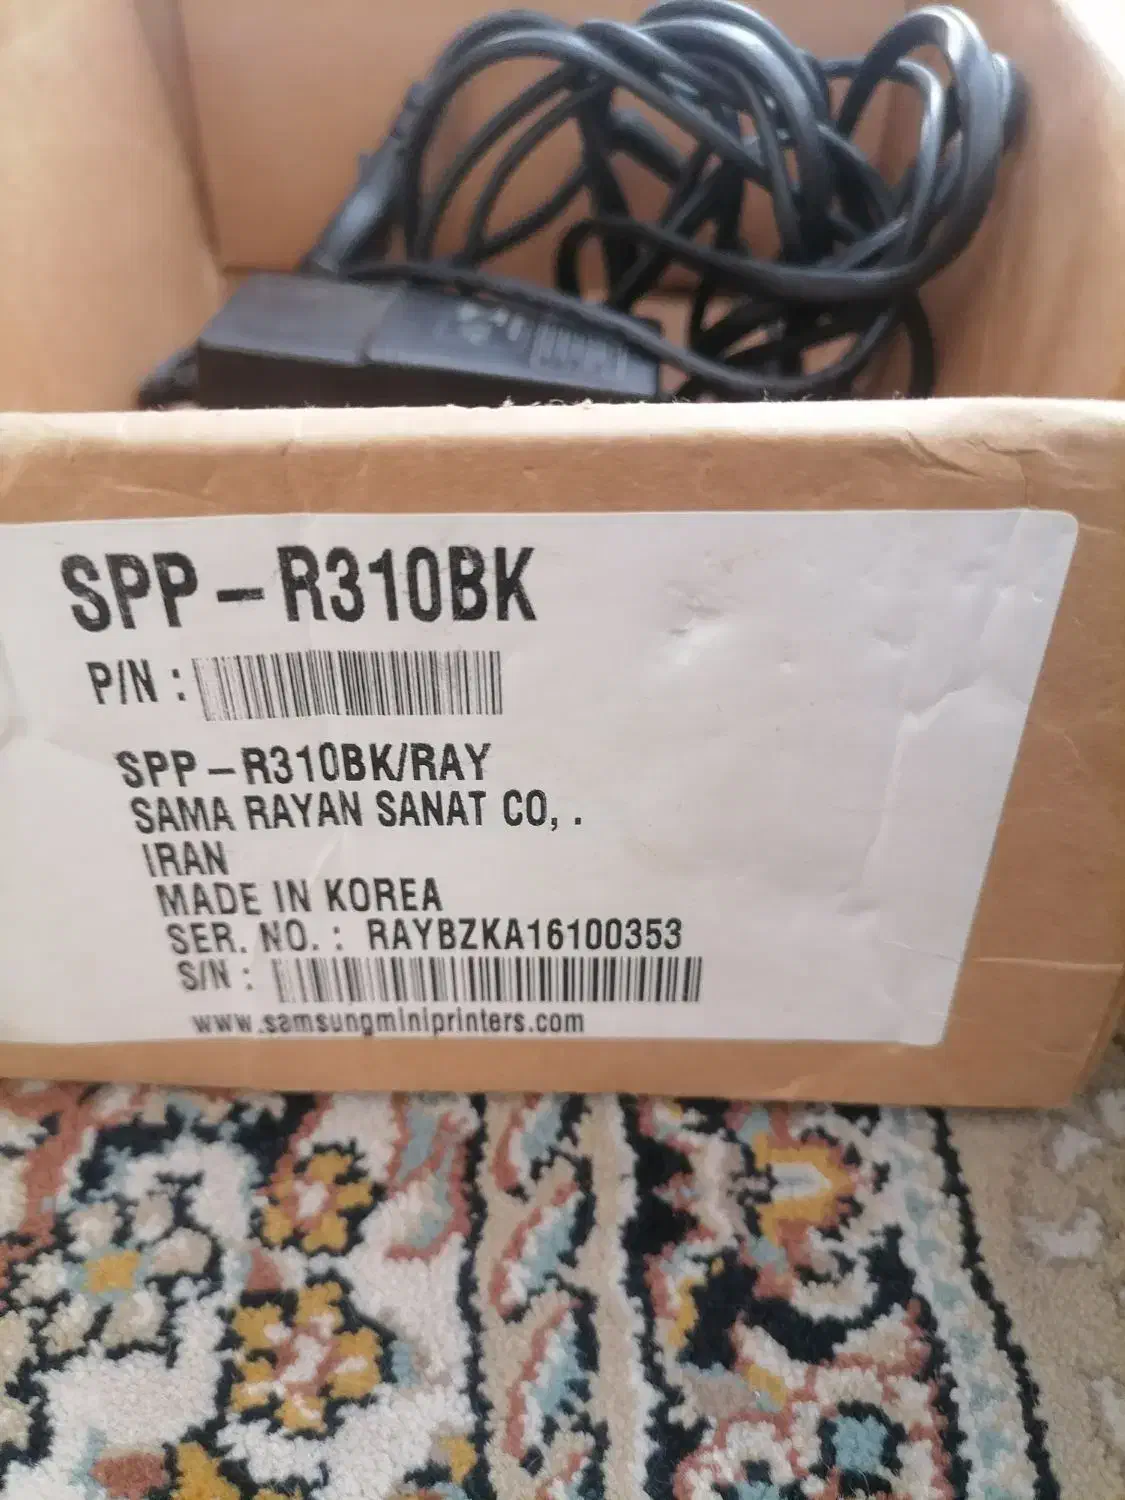 SPP-R310BK
P/N :
SPP-R310BK/RAY
SAMA RAYAN SANAT CO, .
IRAN
MADE IN KOREA
SER. NO. : RAYBZKA16100353
S/N :
www.samsungminiprinters.com